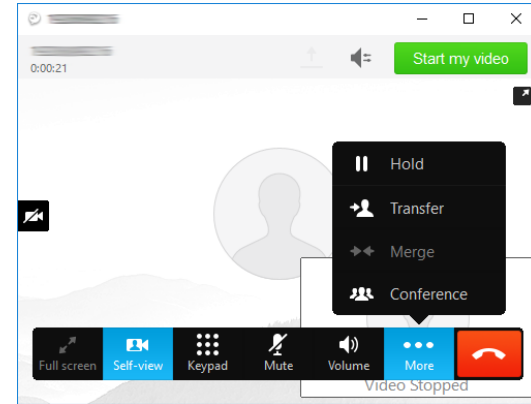 0:00:21
Start my video
Hold
Transfer
Merge
Conference
Full screen
Self-view
Keypad
Mute
Volume
More
Video Stopped